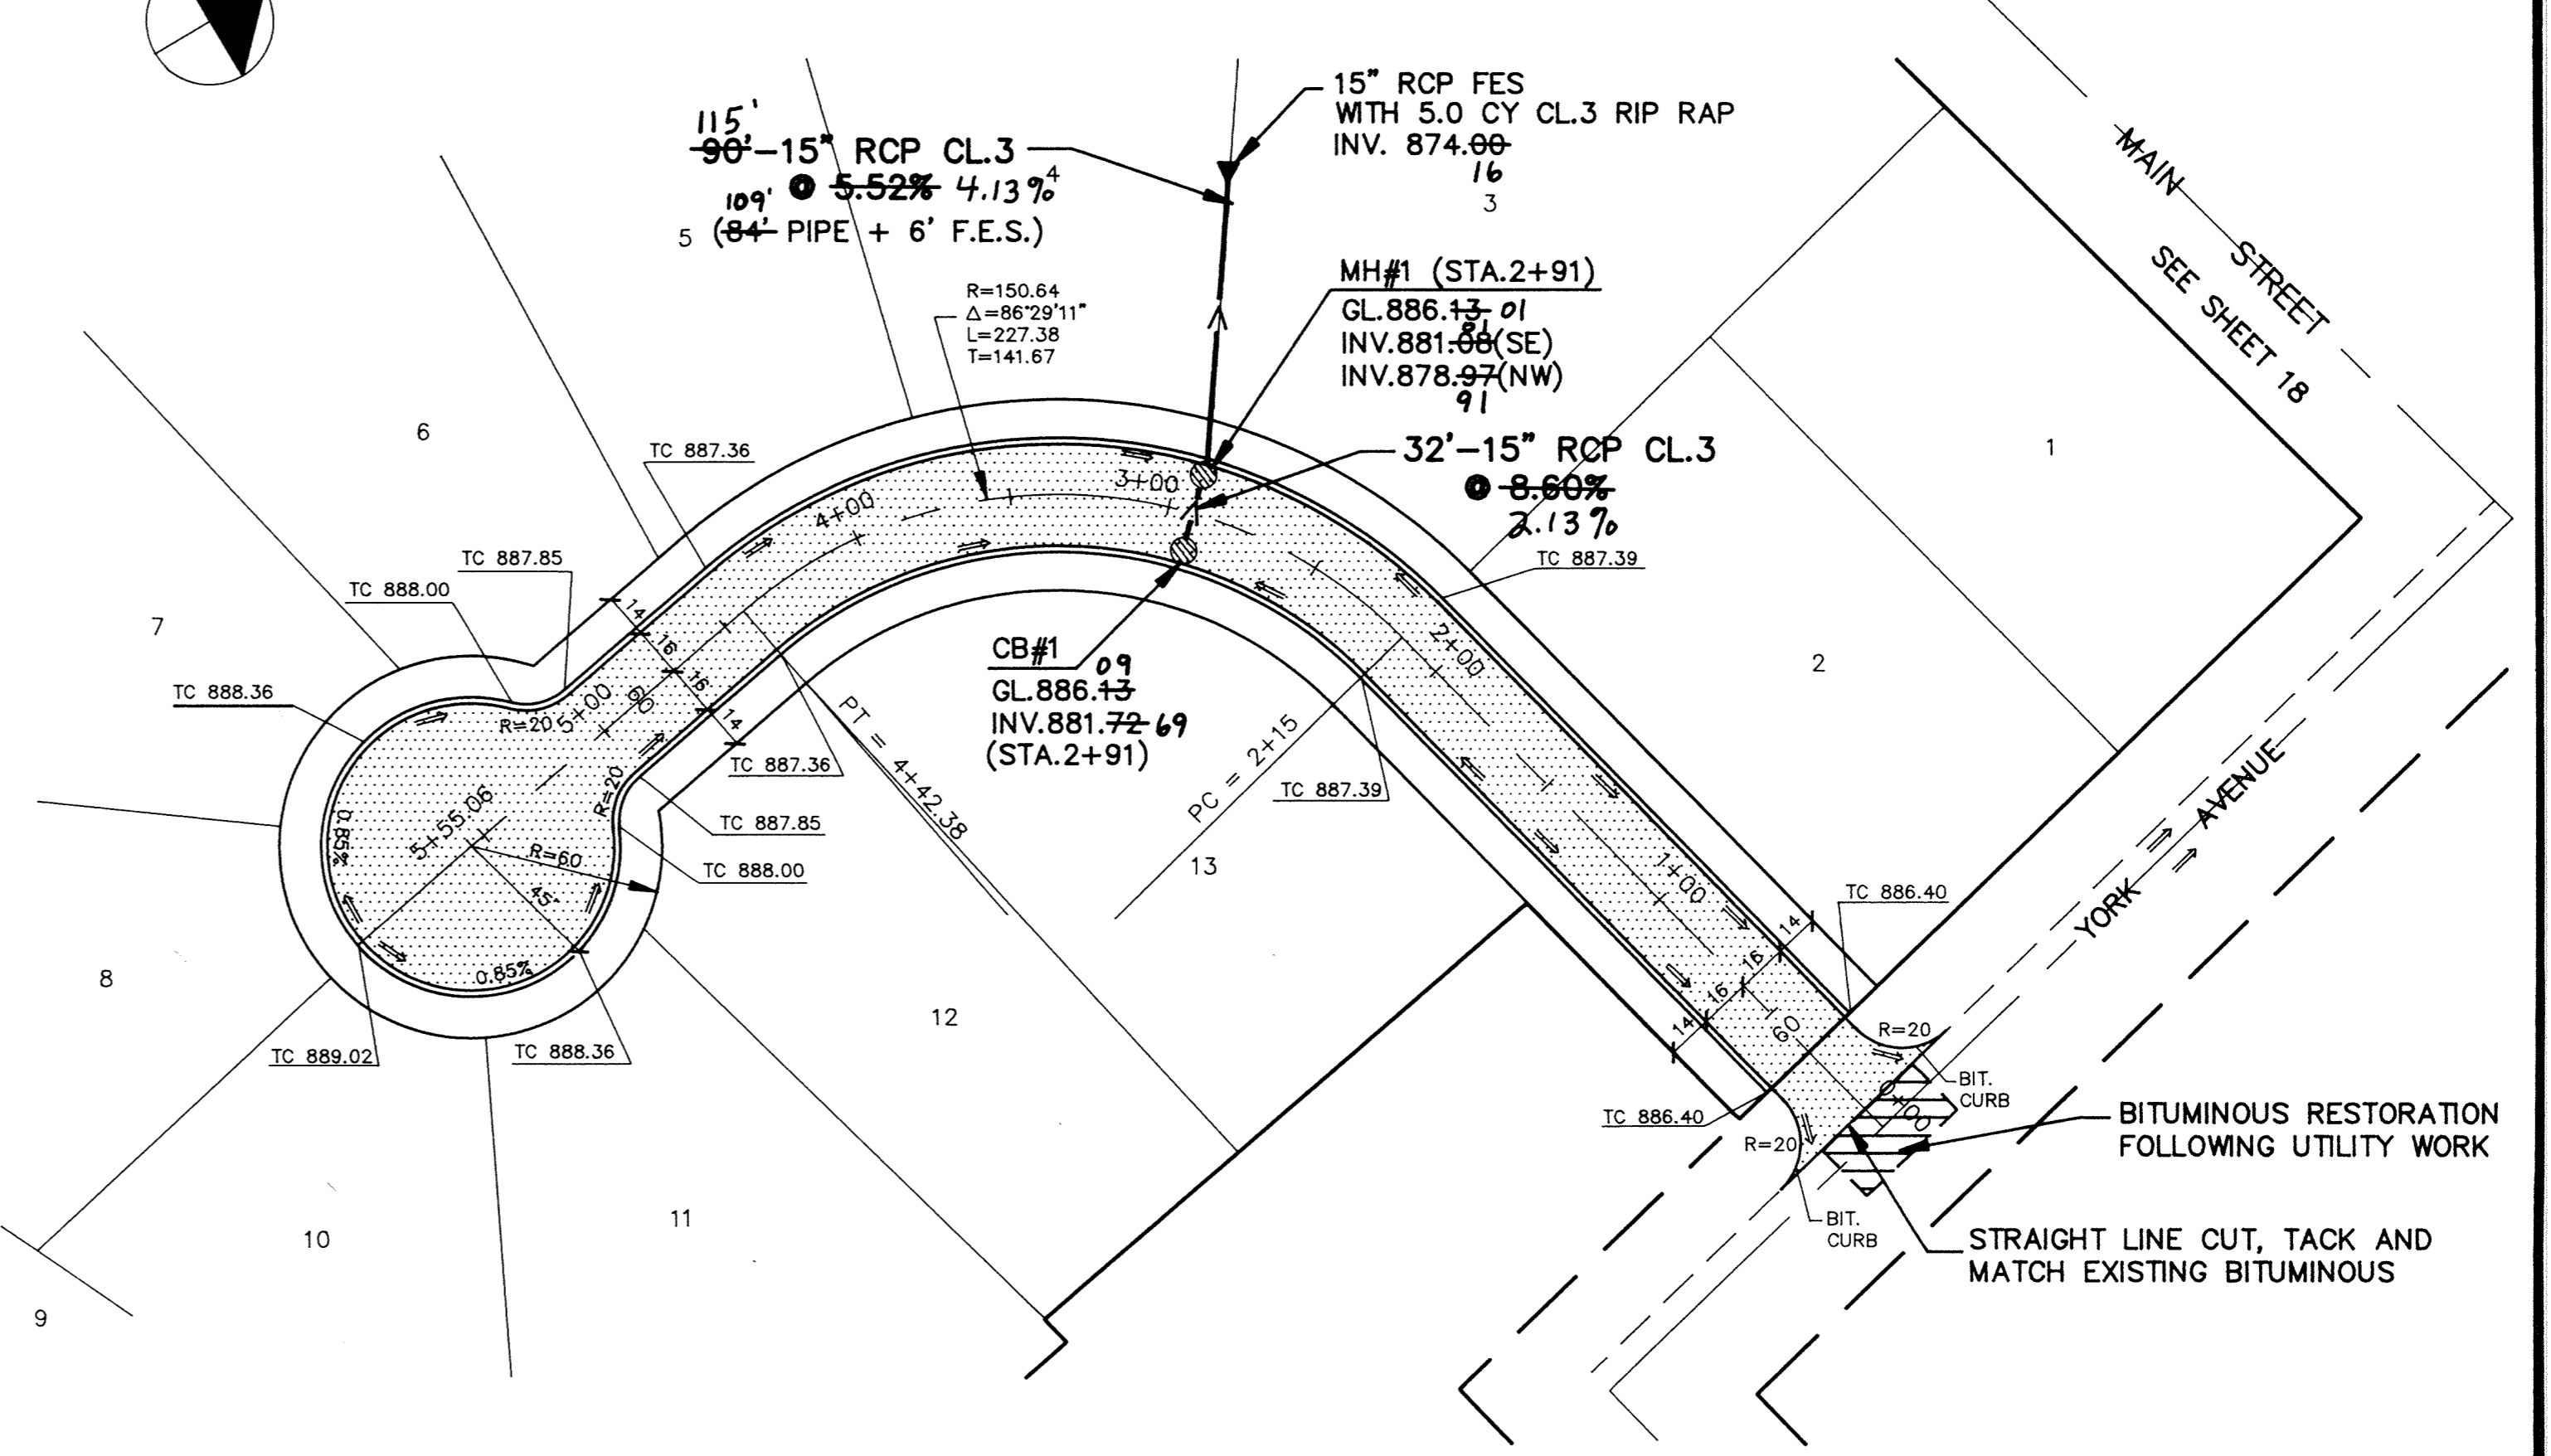 115'
90'-15" RCP CL.3
@ 5.52% 4.13%
109'
(84' PIPE + 6' F.E.S.)
15" RCP FES
WITH 5.0 CY CL.3 RIP RAP
INV. 874.00
16
4
3
5
R=150.64
Δ=86°29'11"
L=227.38
T=141.67
MH#1 (STA.2+91)
GL.886.13 01
81
INV.881.08(SE)
INV.878.97(NW)
91
32'-15" RCP CL.3
@ 8.60%
2.13%
MAIN STREET
SEE SHEET 18
1
2
6
7
TC 887.36
TC 887.85
TC 888.00
TC 888.36
TC 887.39
3+00
4+00
2+00
14
16
16
14
60
5+00
R=20
R=20
CB#1
09
GL.886.13
INV.881.72 69
(STA.2+91)
PT = 4+42.38
PC = 2+15
TC 887.36
TC 887.39
TC 887.85
TC 888.00
5+55.06
R=60
45'
0.85%
0.85%
13
12
8
1+00
TC 886.40
14
16
16
14
60
YORK AVENUE
R=20
BIT.
CURB
0+00
TC 889.02
TC 888.36
TC 886.40
R=20
BIT.
CURB
BITUMINOUS RESTORATION
FOLLOWING UTILITY WORK
STRAIGHT LINE CUT, TACK AND
MATCH EXISTING BITUMINOUS
11
10
9